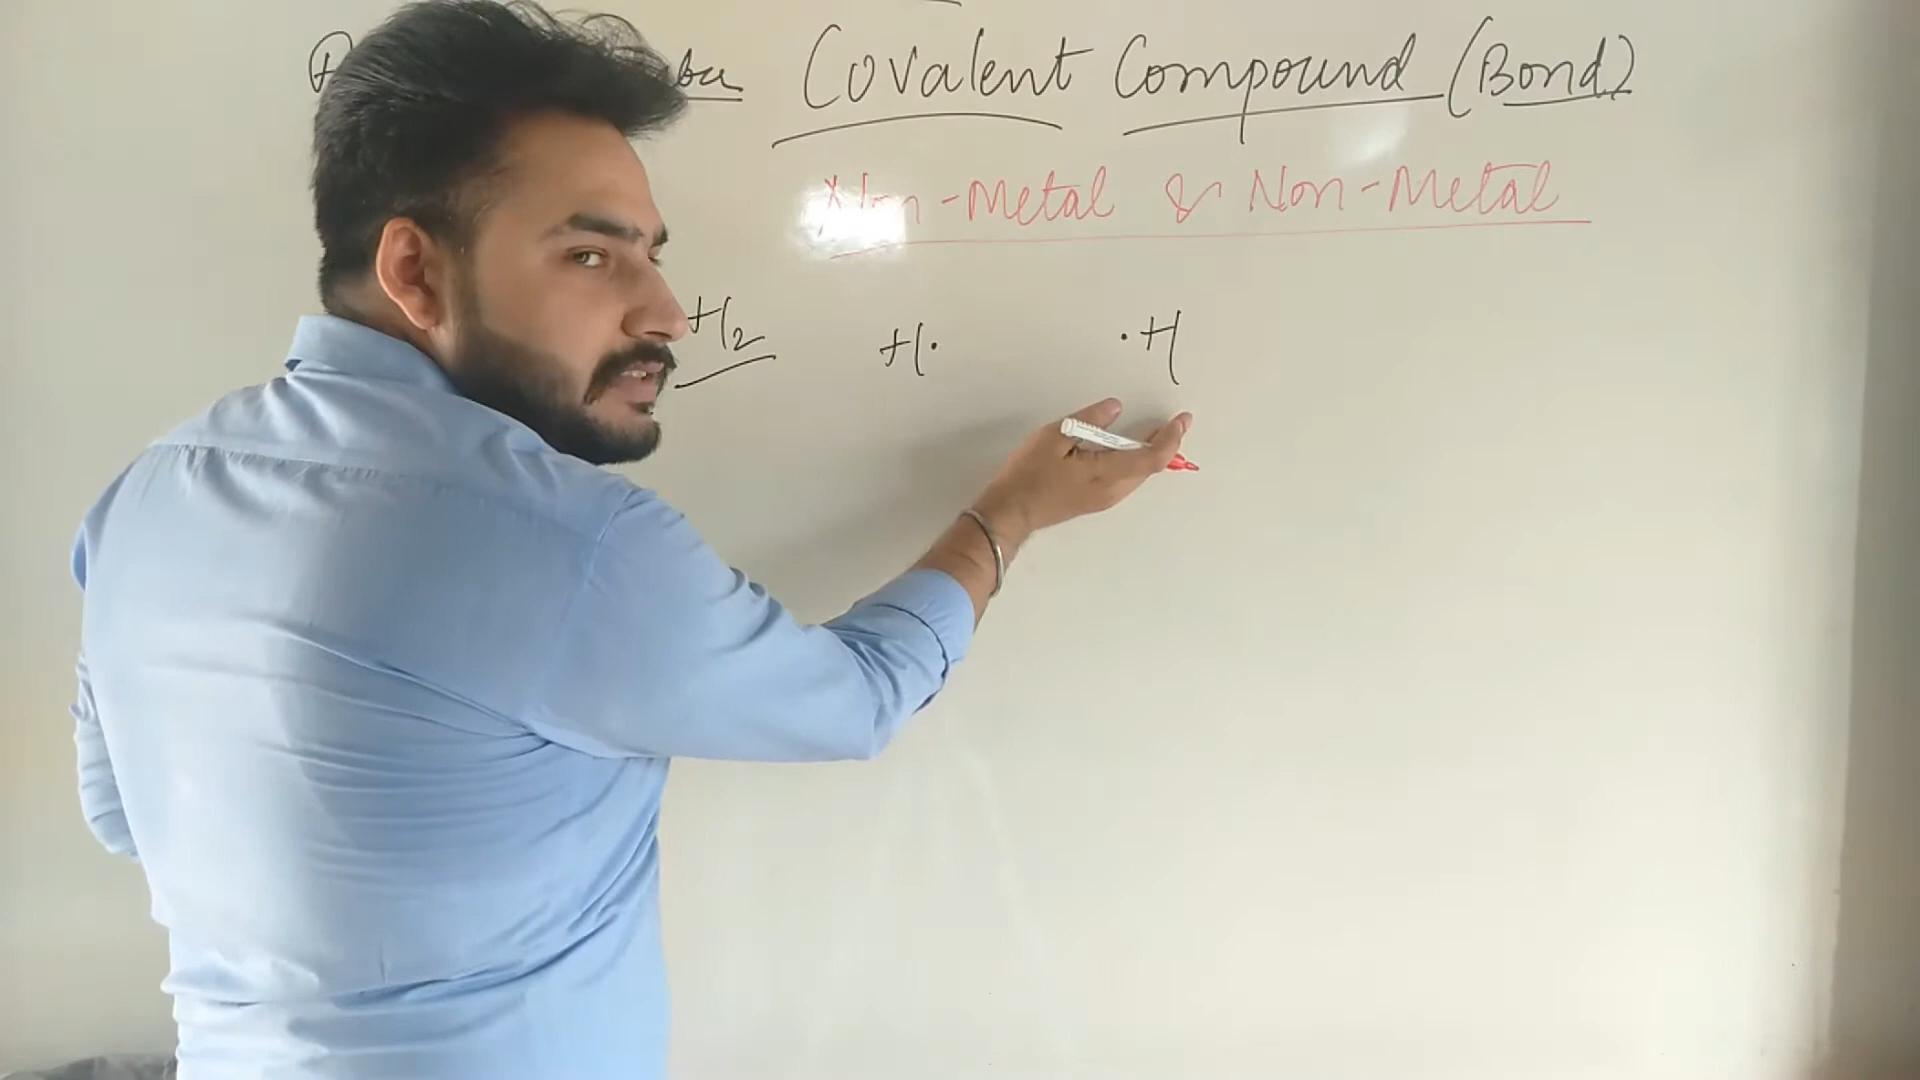 Covalent Compound (Bond)
Non-Metal & Non-Metal
H₂ H· ·H